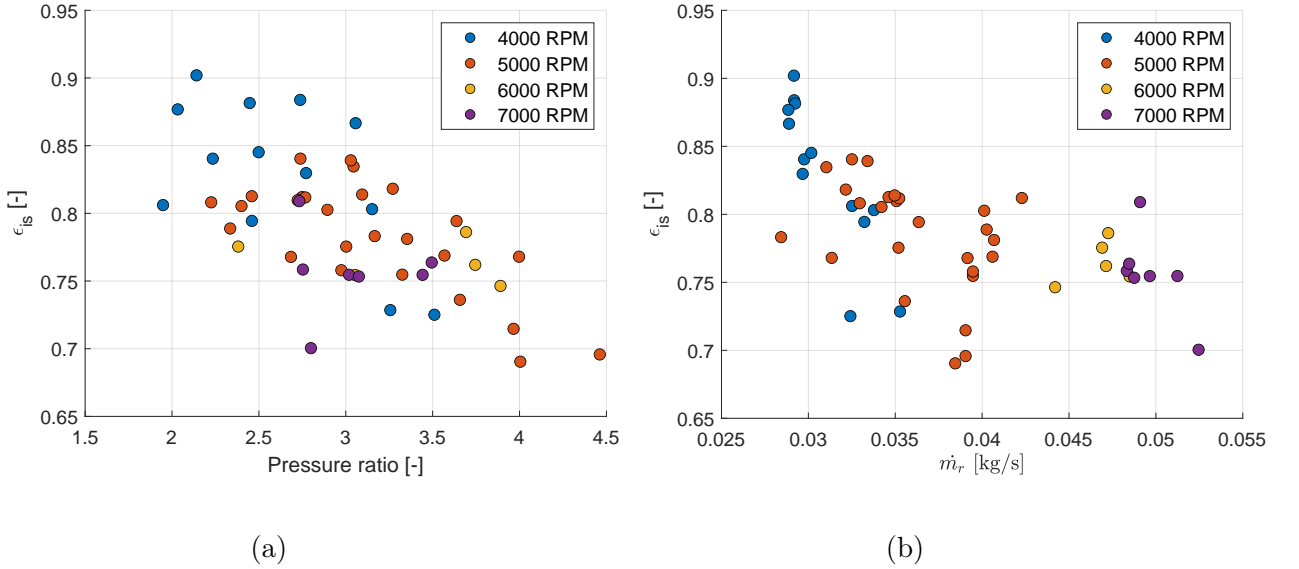 0.95
0.9
0.85
0.8
0.75
0.7
0.65
ϵis [-]
1.5 2 2.5 3 3.5 4 4.5
Pressure ratio [-]
4000 RPM
5000 RPM
6000 RPM
7000 RPM
(a)
0.95
0.9
0.85
0.8
0.75
0.7
0.65
ϵis [-]
0.025 0.03 0.035 0.04 0.045 0.05 0.055
ṁr [kg/s]
4000 RPM
5000 RPM
6000 RPM
7000 RPM
(b)